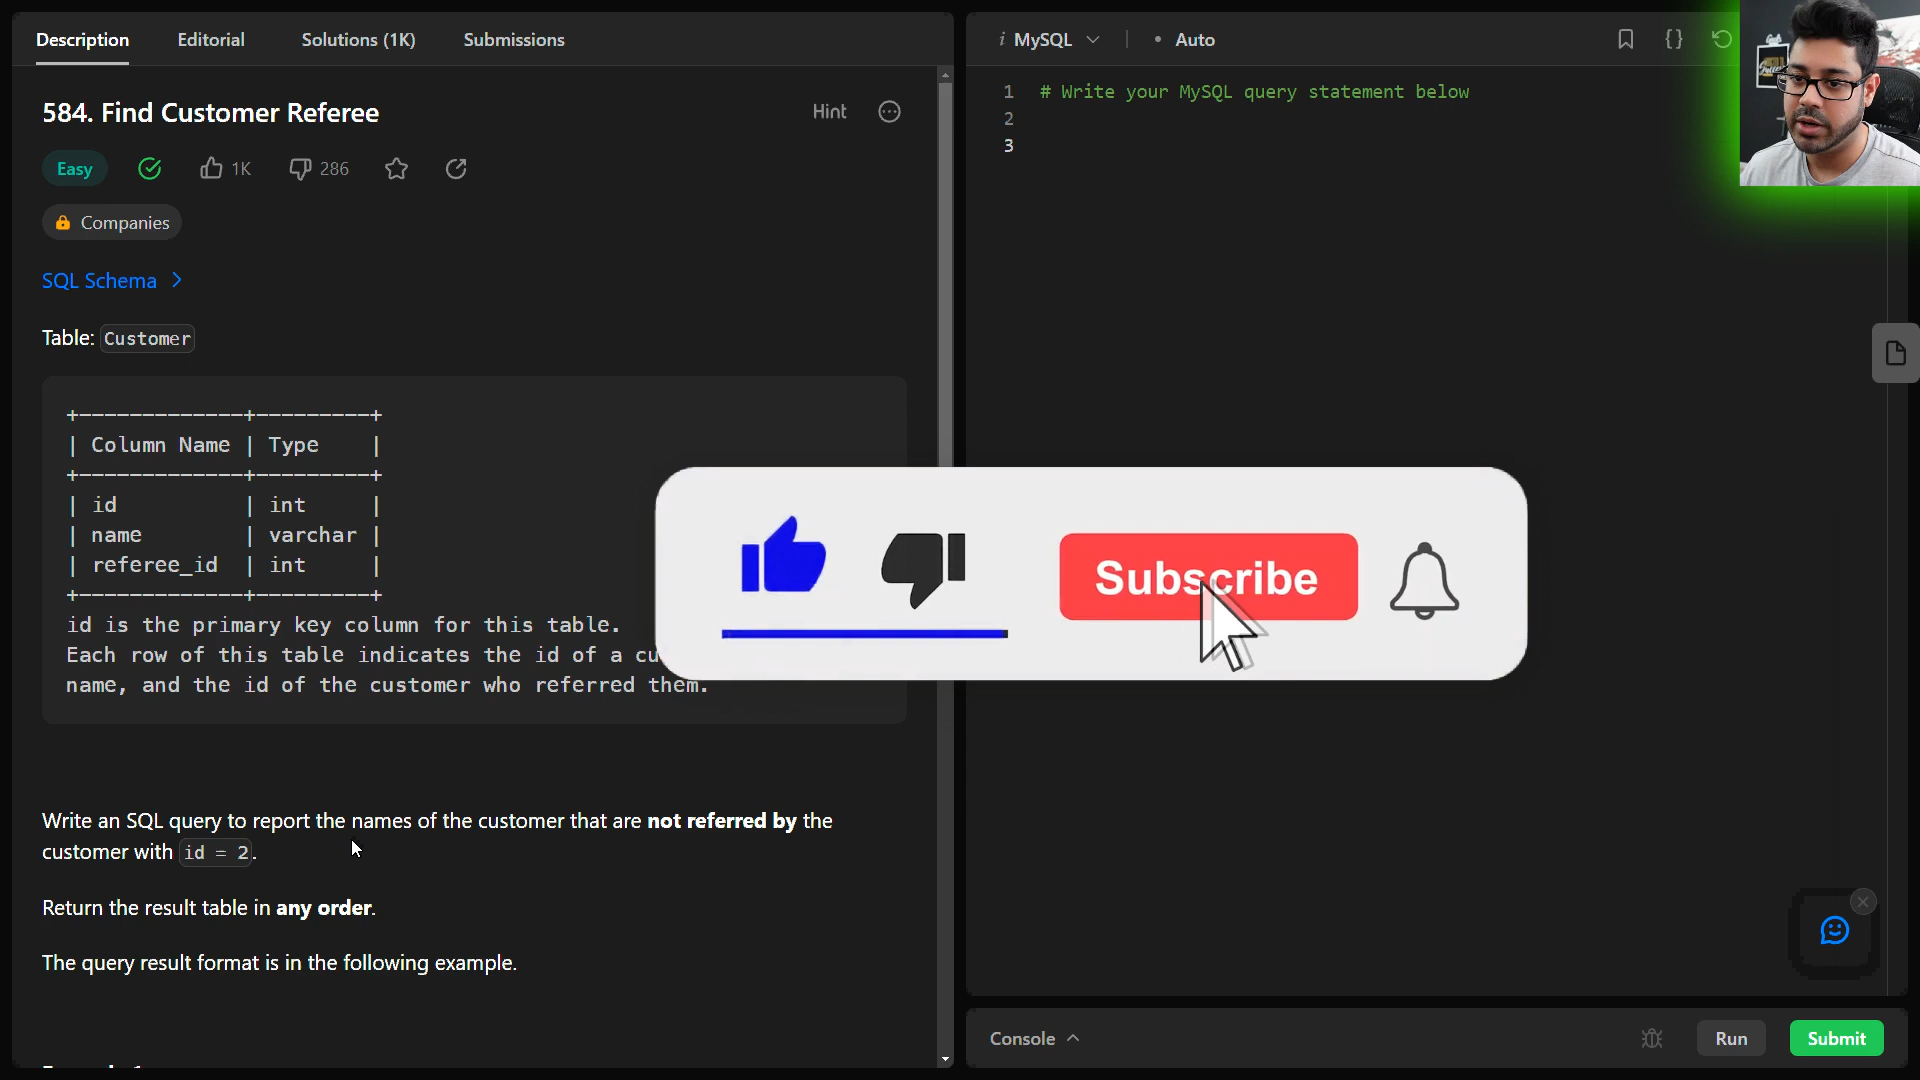 Description
Editorial
Solutions (1K)
Submissions
584. Find Customer Referee
Hint
Easy
1K
286
Companies
SQL Schema
Table: Customer
+-------------+---------+
| Column Name | Type    |
+-------------+---------+
| id          | int     |
| name        | varchar |
| referee_id  | int     |
+-------------+---------+
id is the primary key column for this table.
Each row of this table indicates the id of a
name, and the id of the customer who referred them.
Write an SQL query to report the names of the customer that are not referred by the
customer with id = 2.
Return the result table in any order.
The query result format is in the following example.
i MySQL
• Auto
1 # Write your MySQL query statement below
2
3
Subscribe
Console
Run
Submit